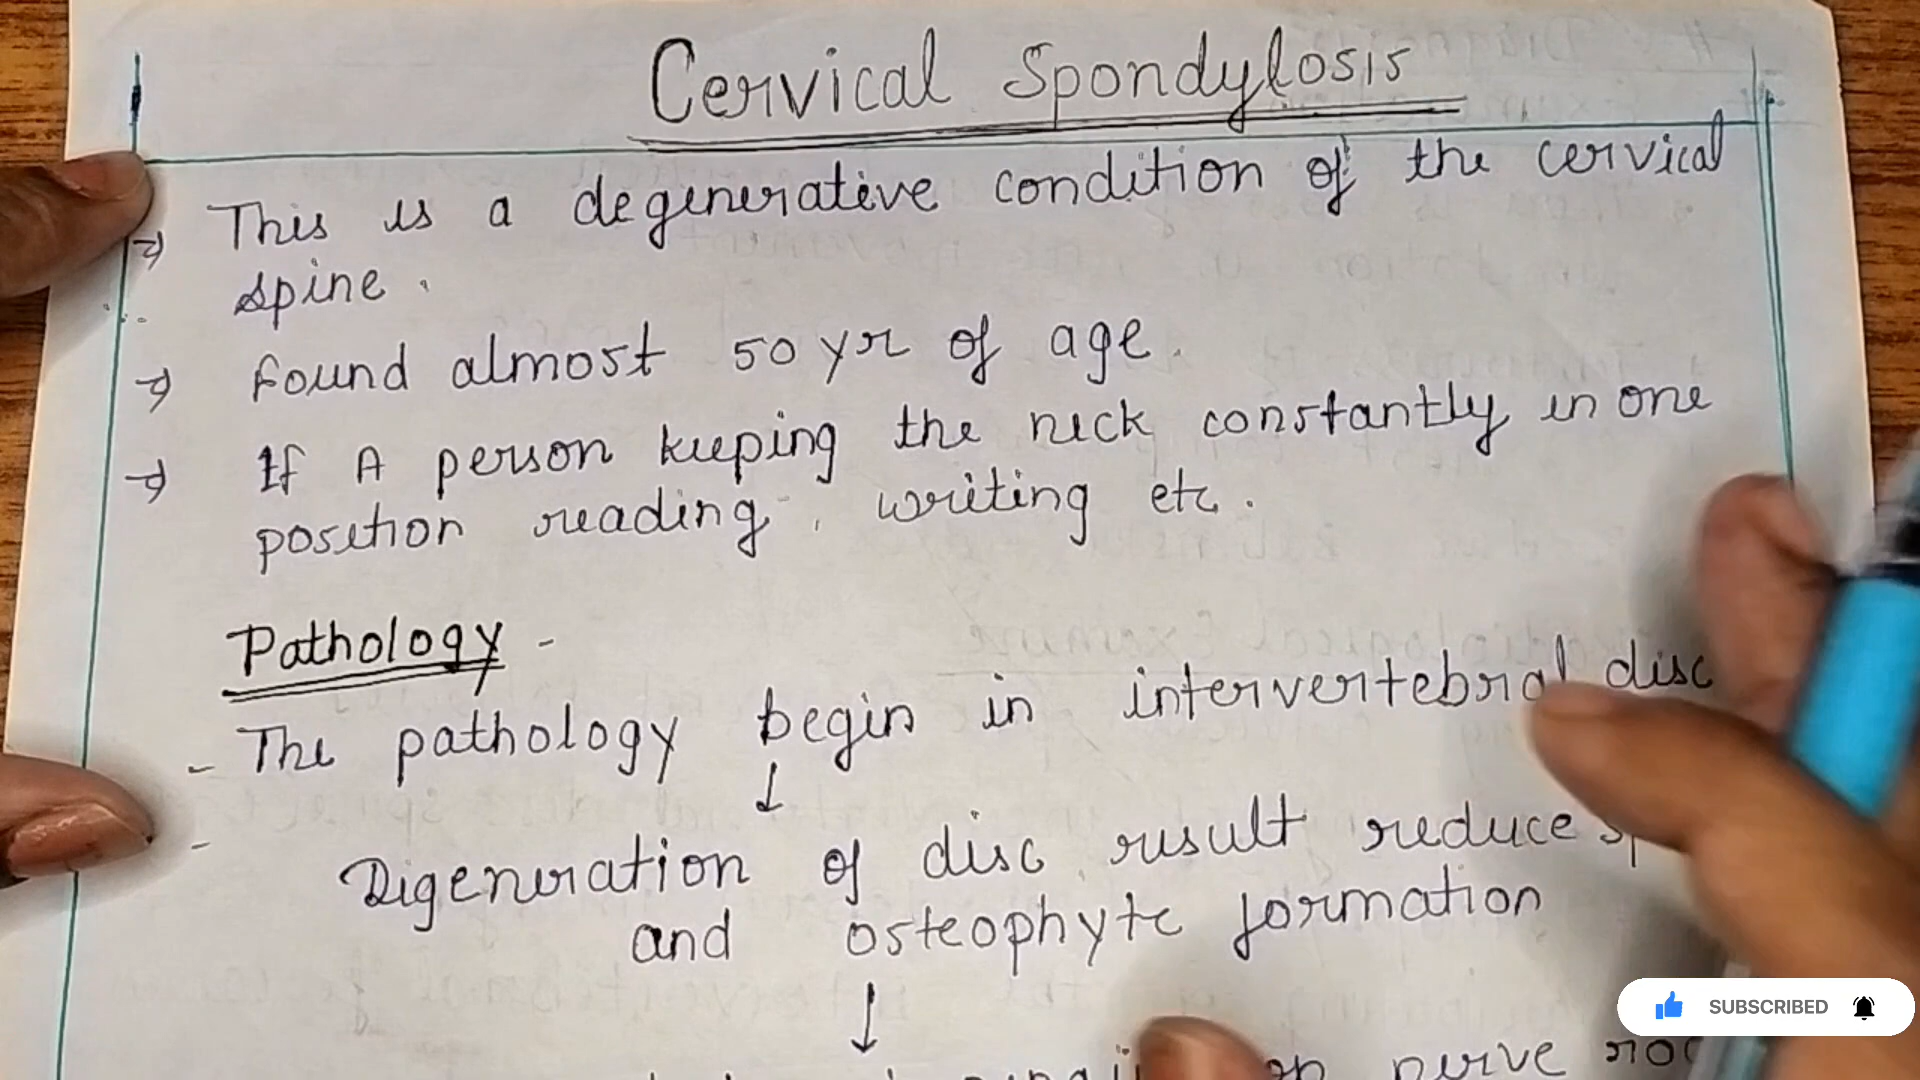 Cervical Spondylosis
⇒ This is a degenerative condition of the cervical
spine.
⇒ Found almost 50 yr of age.
⇒ If A person keeping the neck constantly in one
position reading, writing etc.
Pathology -
- The pathology begin in intervertebral disc
↓
- Digeneration of disc result reduce
and osteophyte formation
↓
nerve
SUBSCRIBED